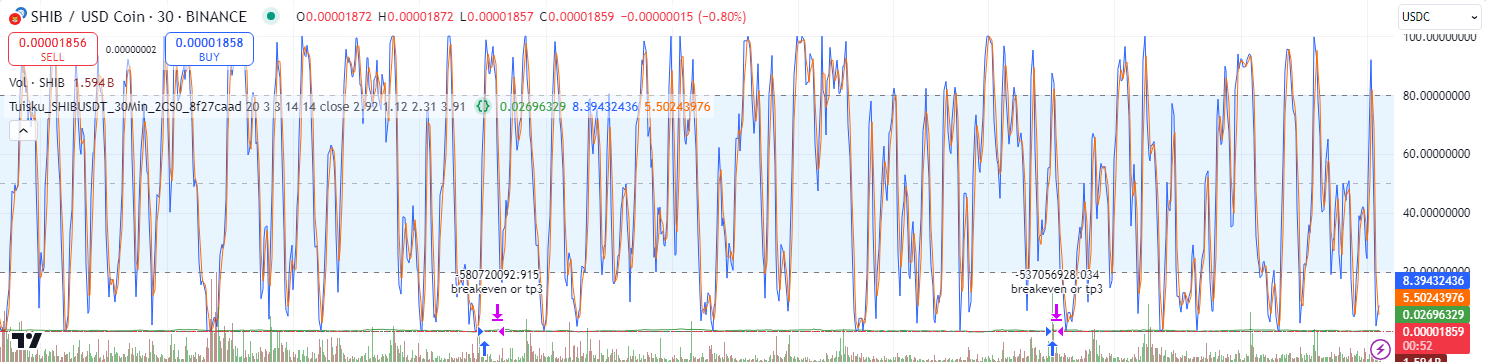 SHIB / USD Coin · 30 · BINANCE O0.00001872 H0.00001872 L0.00001857 C0.00001859 −0.00000015 (−0.80%)
USDC
0.00001856
SELL
0.00000002
0.00001858
BUY
100.00000000
Vol · SHIB 1.594 B
Tuisku_SHIBUSDT_30Min_2CS0_8f27caad 20 3 3 14 14 close 2.92 1.12 2.31 3.91 {} 0.02696329 8.39432436 5.50243976
80.00000000
60.00000000
40.00000000
20.00000000
-580720092.915
breakeven or tp3
-537056928.034
breakeven or tp3
8.39432436
5.50243976
0.02696329
0.00001859
00:52
1.594 B